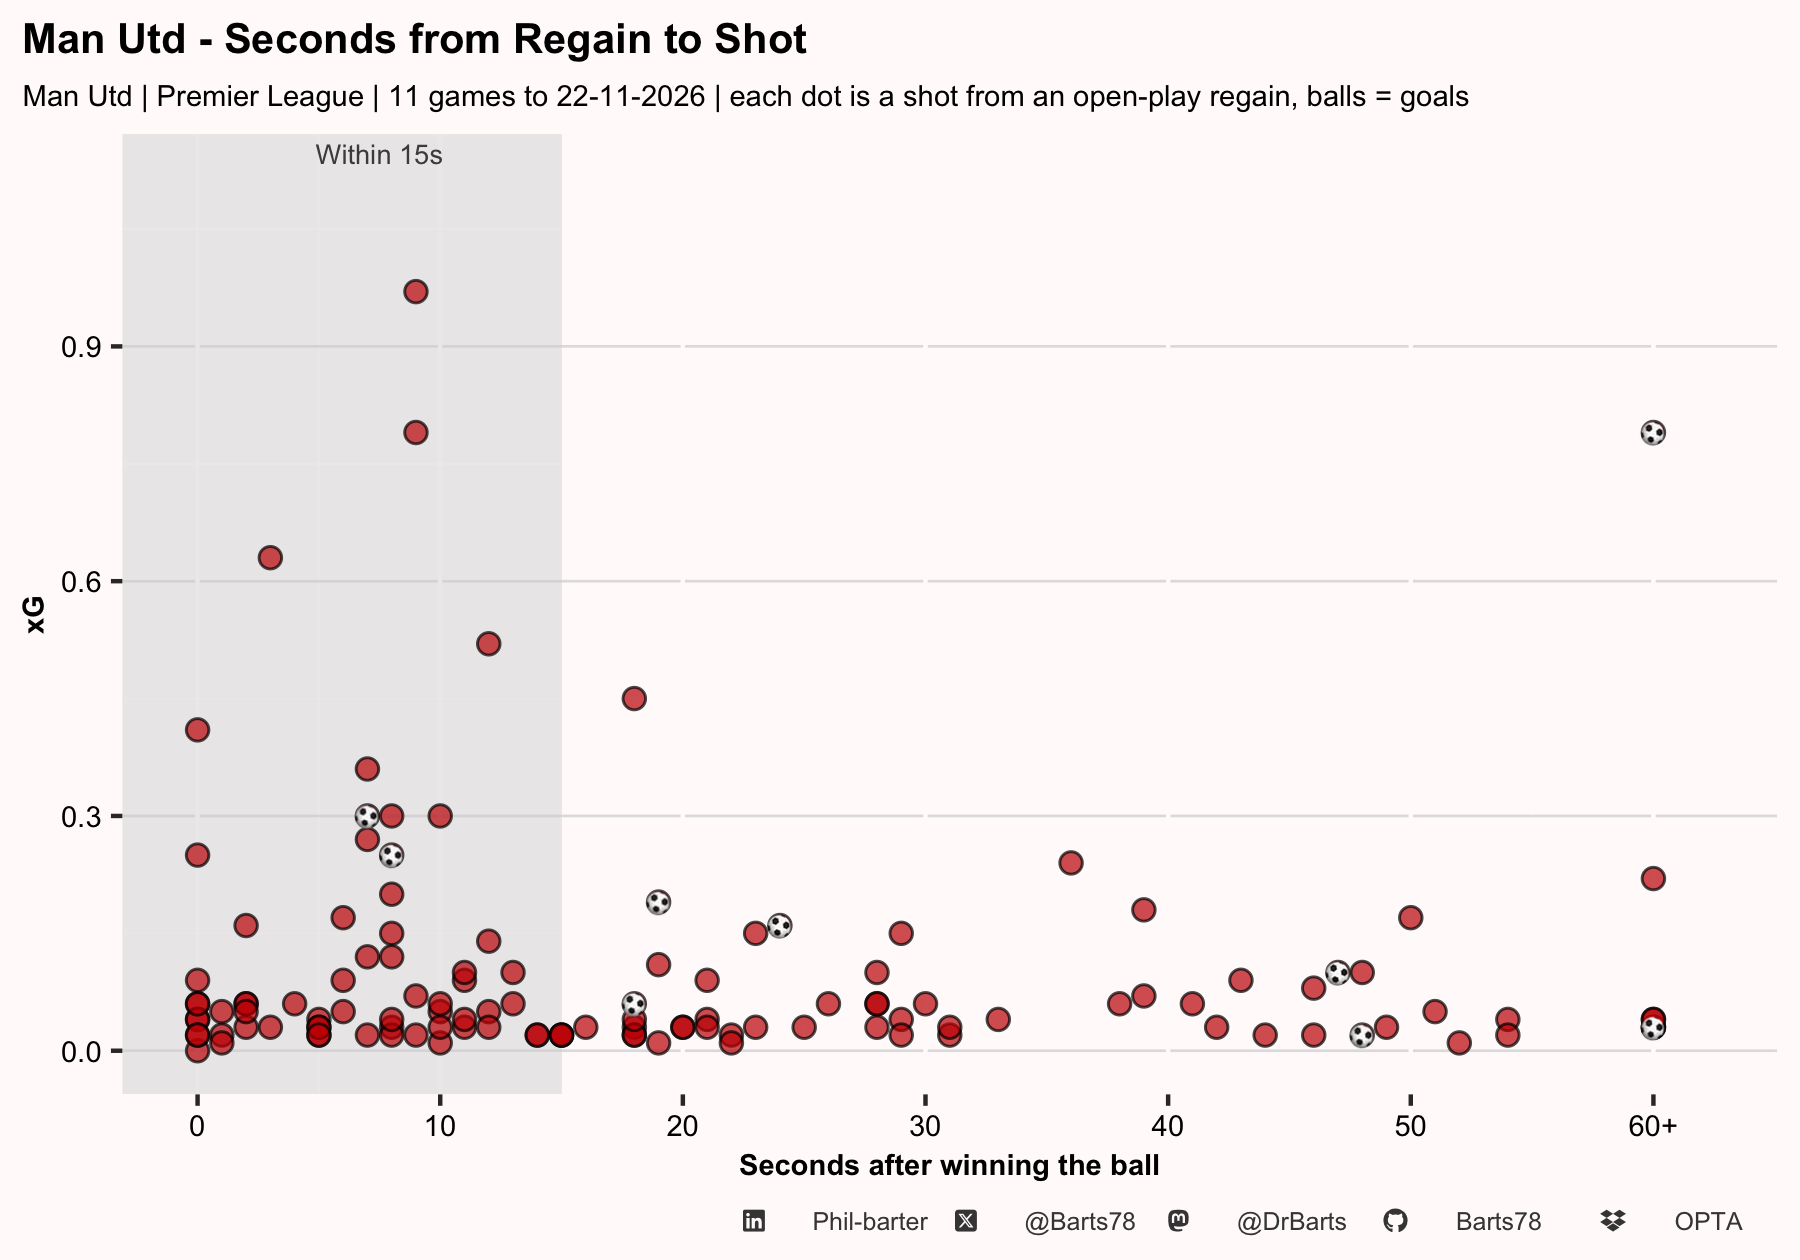 Man Utd - Seconds from Regain to Shot
Man Utd | Premier League | 11 games to 22-11-2026 | each dot is a shot from an open-play regain, balls = goals
Within 15s
0.9
0.6
0.3
0.0
xG
0 10 20 30 40 50 60+
Seconds after winning the ball
Phil-barter @Barts78 @DrBarts Barts78 OPTA